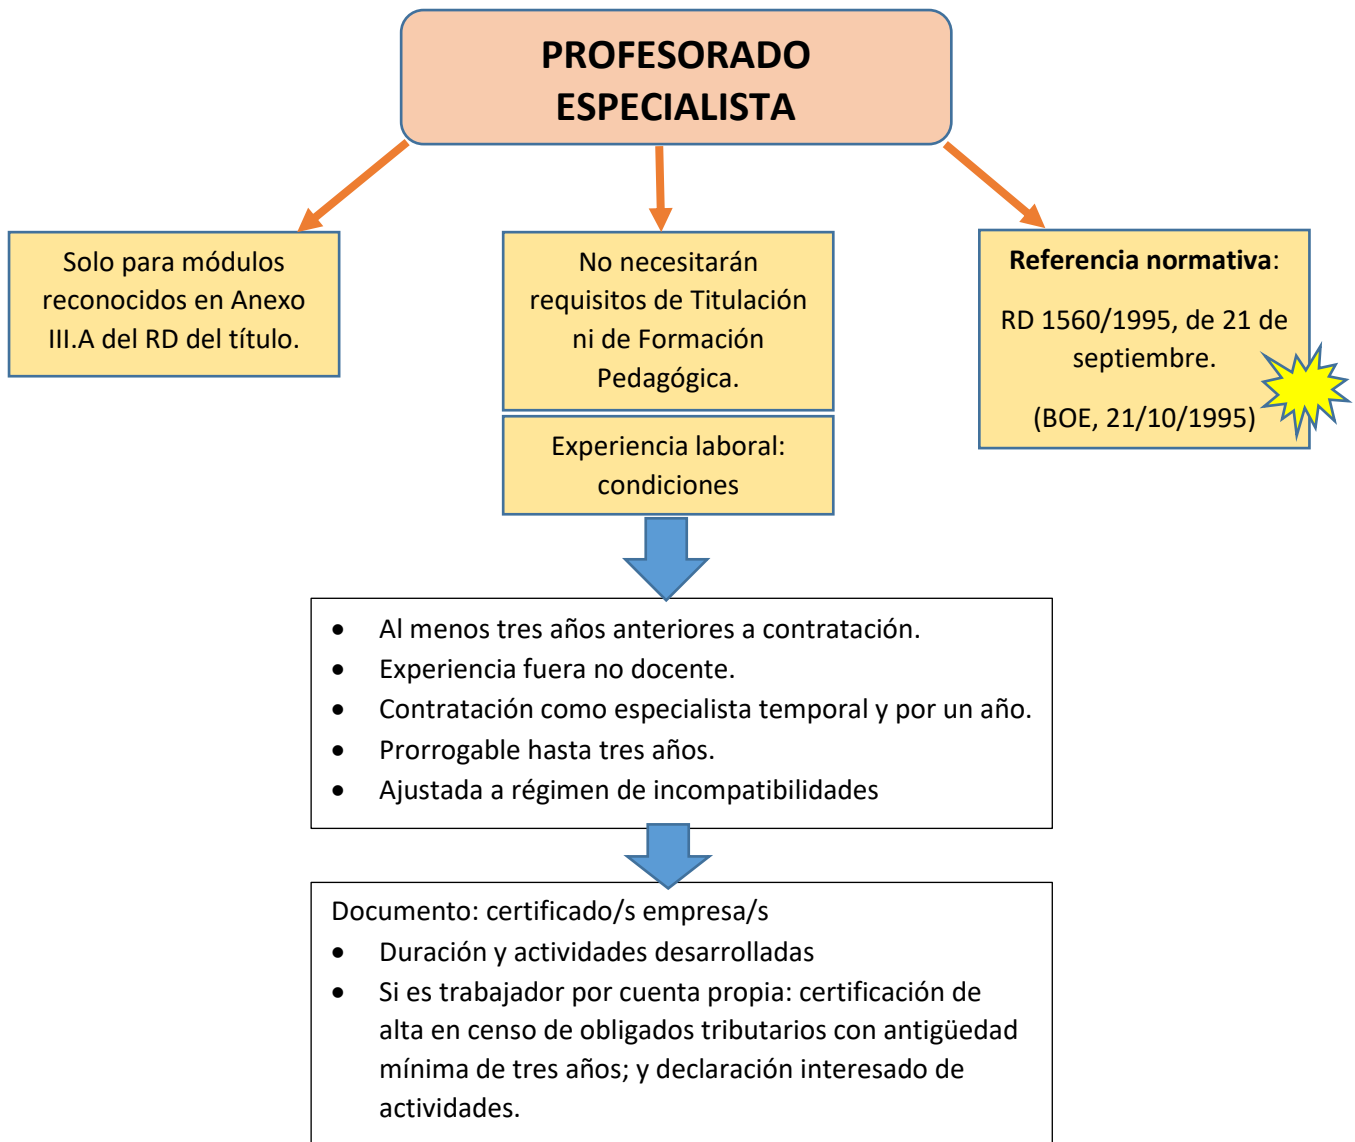 PROFESORADO
ESPECIALISTA
Solo para módulos
reconocidos en Anexo
III.A del RD del título.
No necesitarán
requisitos de Titulación
ni de Formación
Pedagógica.
Experiencia laboral:
condiciones
Referencia normativa:
RD 1560/1995, de 21 de
septiembre.
(BOE, 21/10/1995)
• Al menos tres años anteriores a contratación.
• Experiencia fuera no docente.
• Contratación como especialista temporal y por un año.
• Prorrogable hasta tres años.
• Ajustada a régimen de incompatibilidades
Documento: certificado/s empresa/s
• Duración y actividades desarrolladas
• Si es trabajador por cuenta propia: certificación de
alta en censo de obligados tributarios con antigüedad
mínima de tres años; y declaración interesado de
actividades.